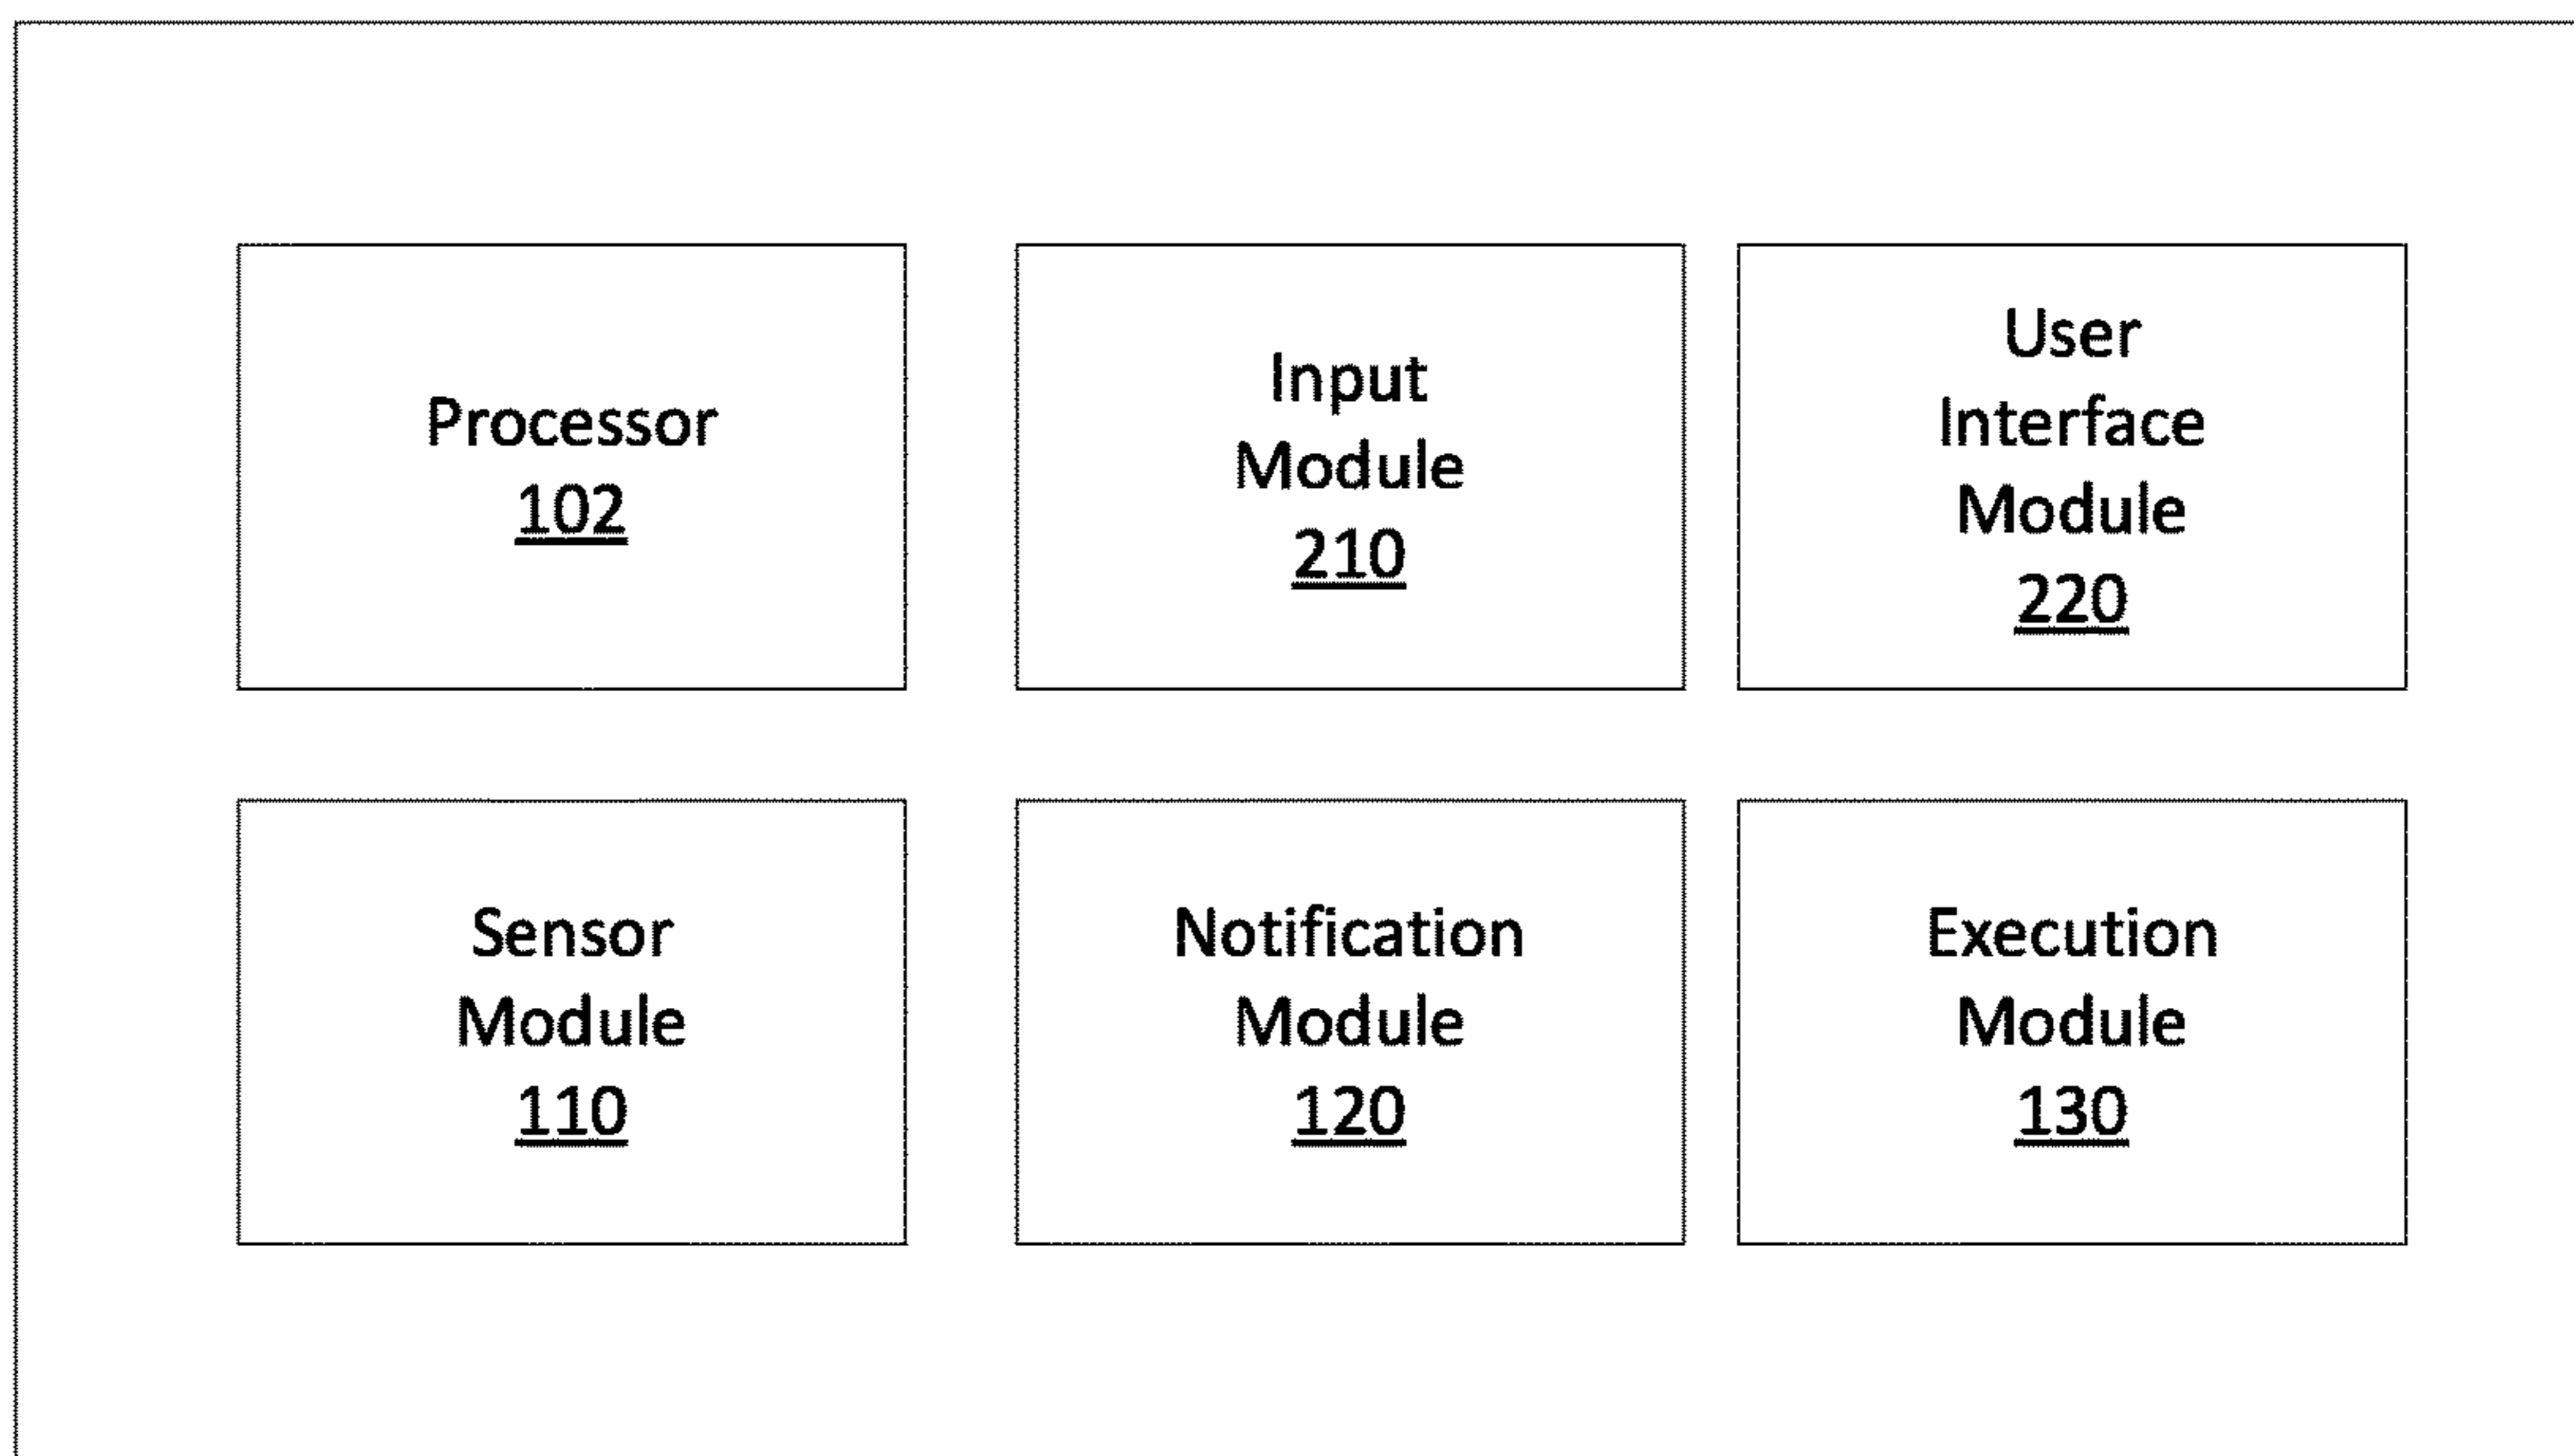 Processor
102
Input
Module
210
User
Interface
Module
220
Sensor
Module
110
Notification
Module
120
Execution
Module
130